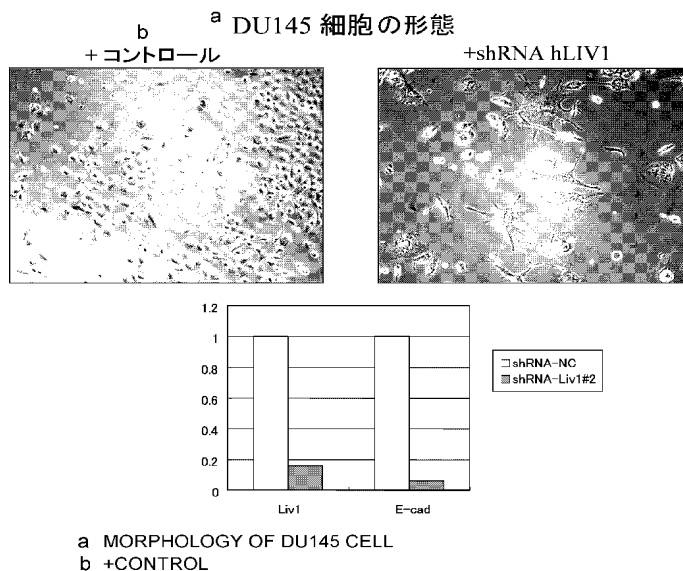 a DU145 細胞の形態
b
+ コントロール
+shRNA hLIV1
1.2
1
0.8
0.6
0.4
0.2
0
Liv1
E-cad
shRNA-NC
shRNA-Liv1#2
a MORPHOLOGY OF DU145 CELL
b +CONTROL